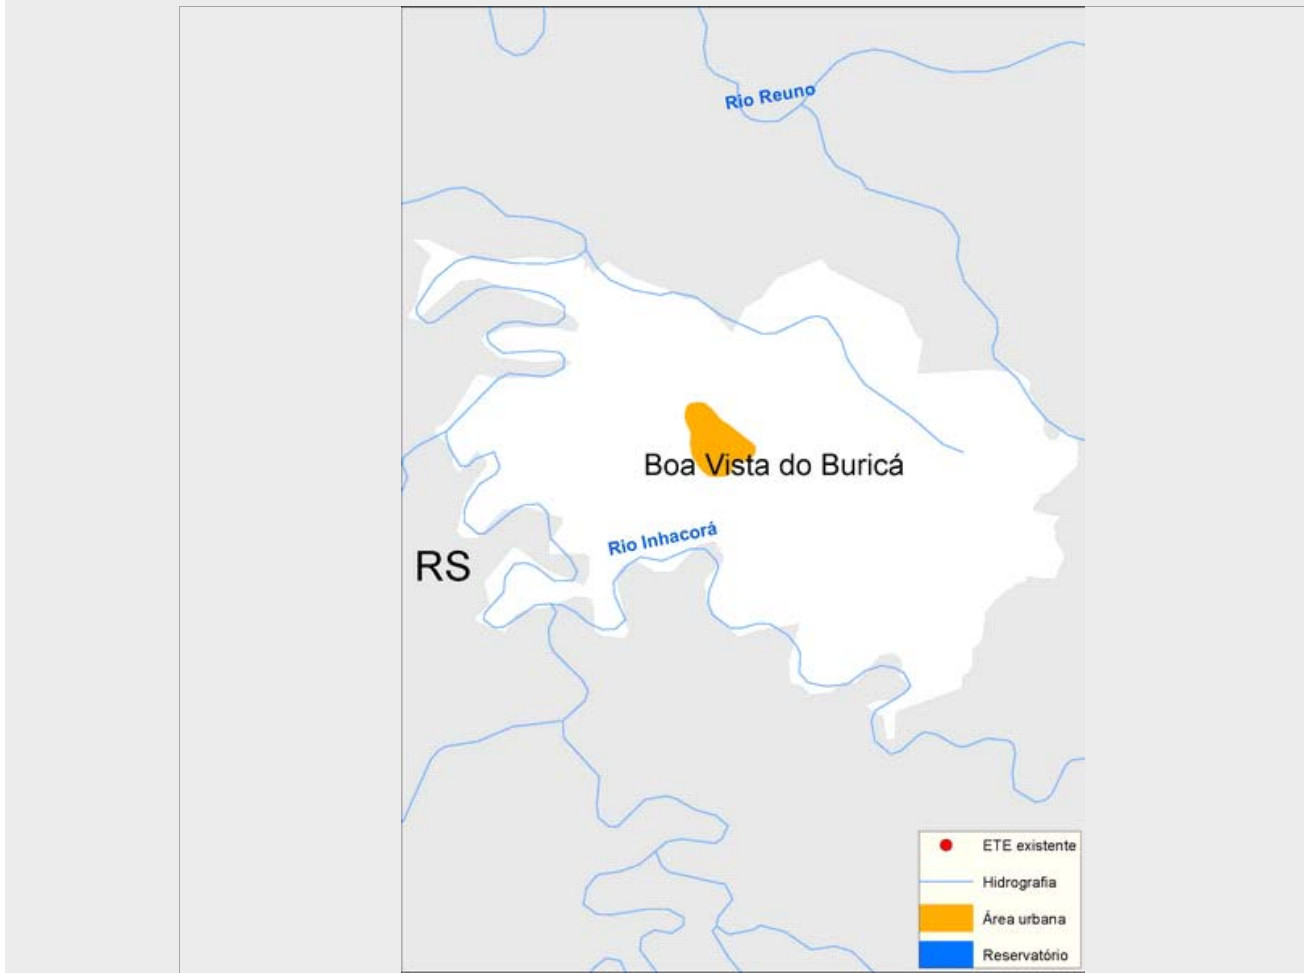 Rio Reuno
Boa Vista do Buricá
Rio Inhacorá
RS
ETE existente
Hidrografia
Área urbana
Reservatório